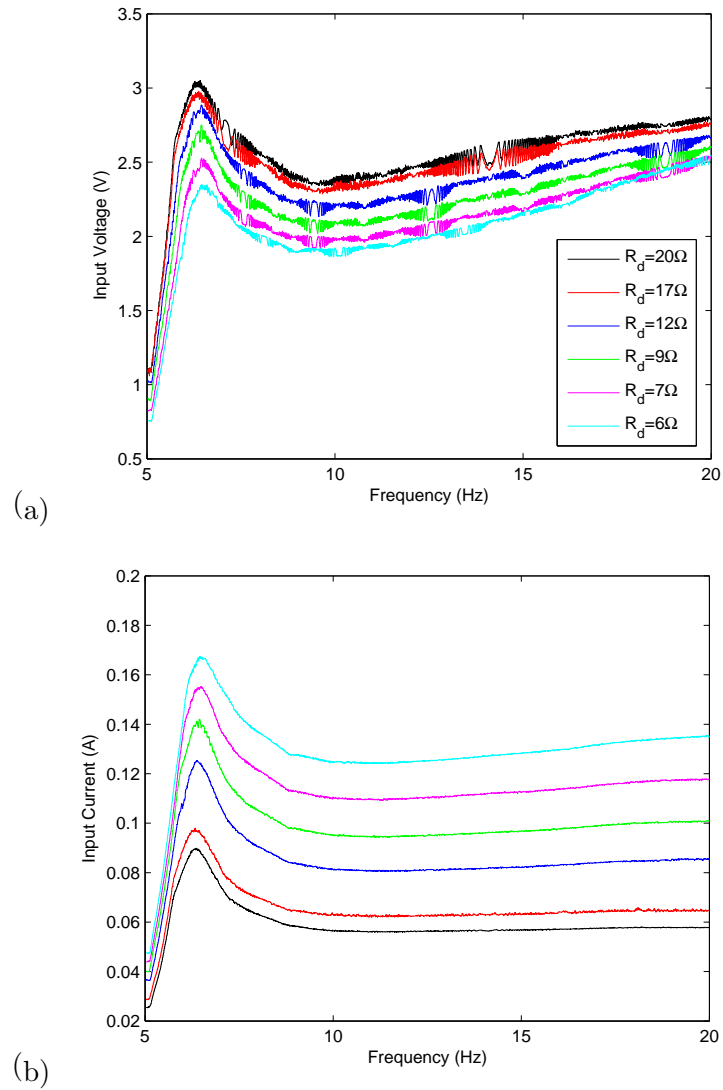 3.5
3
2.5
2
1.5
1
0.5
Input Voltage (V)
R_d=20Ω
R_d=17Ω
R_d=12Ω
R_d=9Ω
R_d=7Ω
R_d=6Ω
5 10 15 20
Frequency (Hz)
(a)
0.2
0.18
0.16
0.14
0.12
0.1
0.08
0.06
0.04
0.02
Input Current (A)
5 10 15 20
Frequency (Hz)
(b)